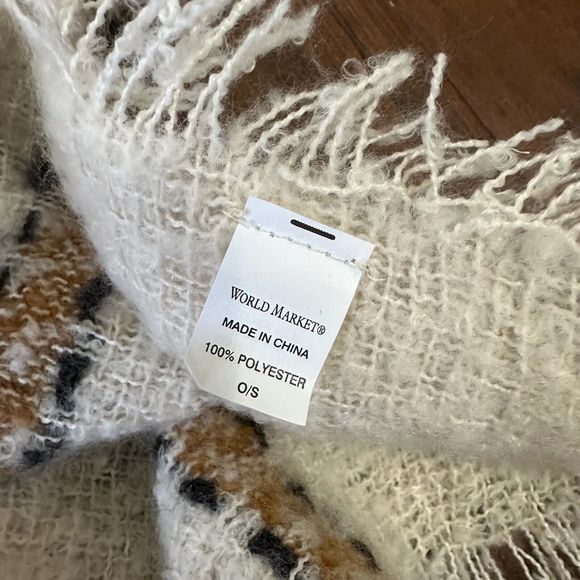 WORLD MARKET®
MADE IN CHINA
100% POLYESTER
O/S